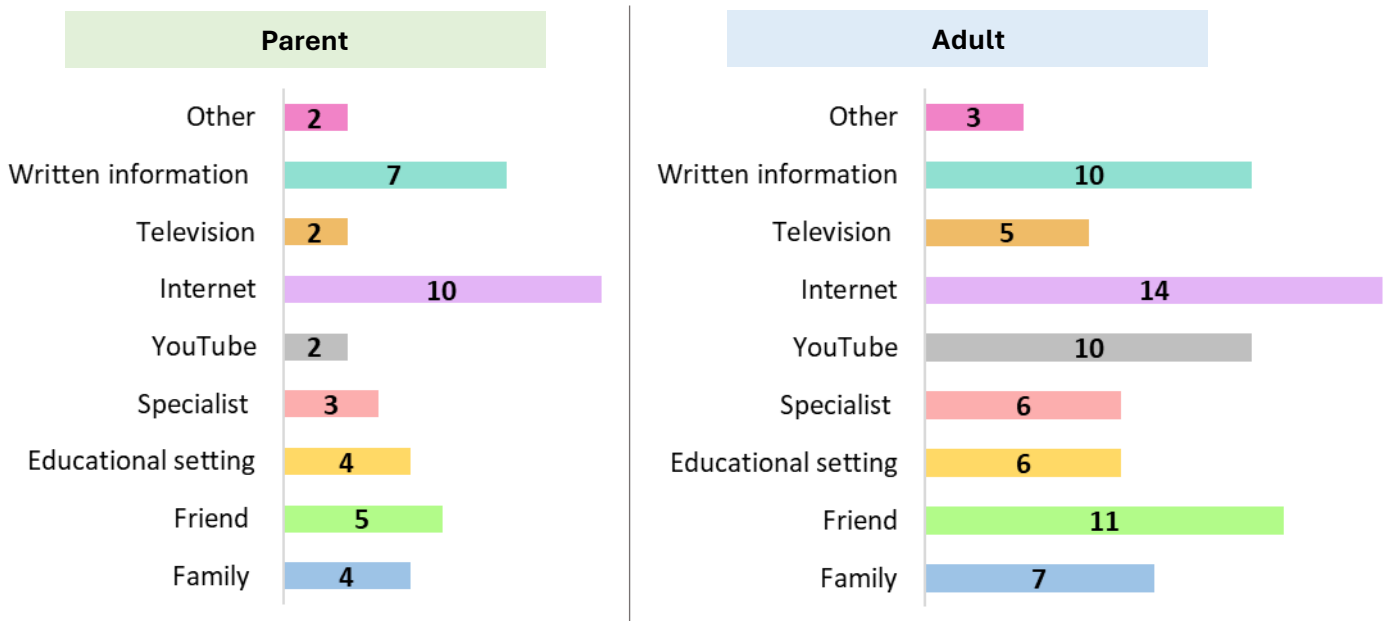 Parent
Other 2
Written information 7
Television 2
Internet 10
YouTube 2
Specialist 3
Educational setting 4
Friend 5
Family 4
Adult
Other 3
Written information 10
Television 5
Internet 14
YouTube 10
Specialist 6
Educational setting 6
Friend 11
Family 7